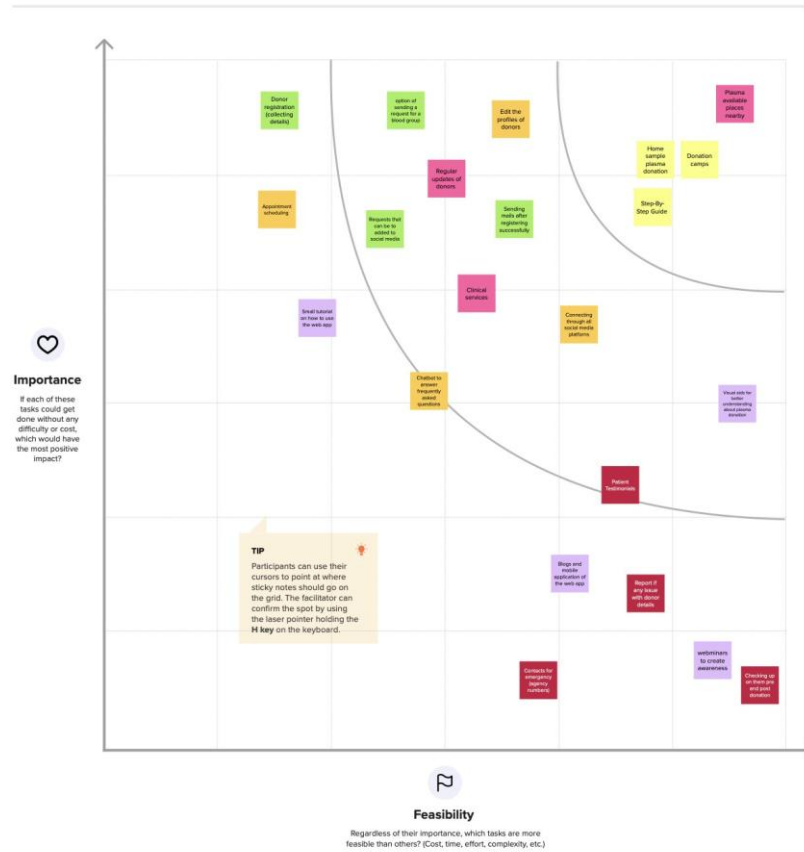 Donor
registration
(collecting
details)
option of
sending a
request for a
blood group
Edit the
profiles of
donors
Plasma
available
places
nearby
Home
sample
plasma
donation
Donation
camps
Regular
updates of
donors
Step-By-
Step Guide
Appointment
scheduling
Requests that
can be to
added to
social media
Sending
mails after
registering
successfully
Clinical
services
Small tutorial
on how to use
the web app
Connecting
through all
social media
platforms
Importance
If each of these
tasks could get
done without any
difficulty or cost,
which would have
the most positive
impact?
Chatbot to
answer
frequently
asked
questions
Visual aids for
better
understanding
about plasma
donation
Patient
Testimonials
TIP
Participants can use their
cursors to point at where
sticky notes should go on
the grid. The facilitator can
confirm the spot by using
the laser pointer holding the
H key on the keyboard.
Blogs and
mobile
application of
the web app
Report if
any issue
with donor
details
webminars
to create
awareness
Contacts for
emergency
(agency
numbers)
Checking up
on them pre
and post
donation
Feasibility
Regardless of their importance, which tasks are more
feasible than others? (Cost, time, effort, complexity, etc.)